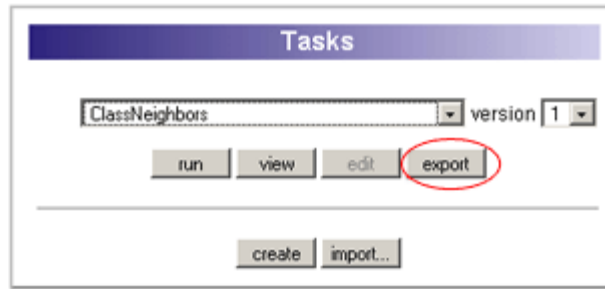 Tasks
ClassNeighbors version 1
run view edit export
create import...